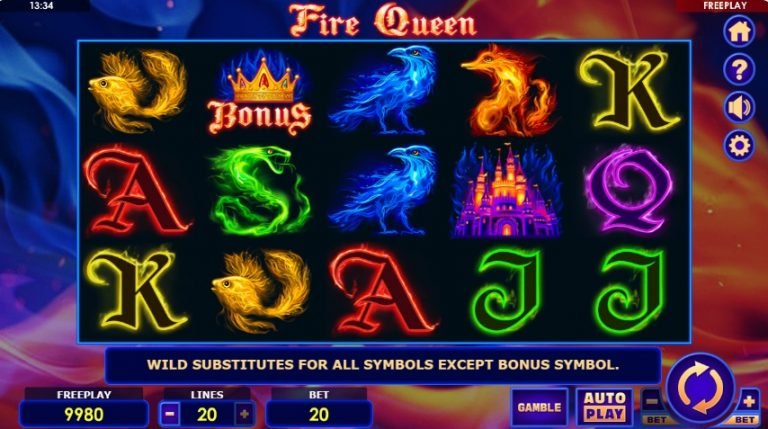 13:34
FREEPLAY
Fire Queen
Bonus
K
A
Q
K
A
J
J
WILD SUBSTITUTES FOR ALL SYMBOLS EXCEPT BONUS SYMBOL.
FREEPLAY
LINES
BET
9980
- 20 +
20
GAMBLE
AUTO
PLAY
- +
BET
BET